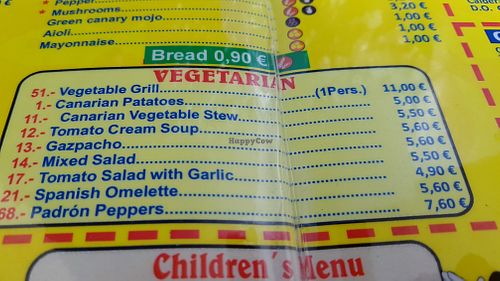 ★ Pepper
★ Mushrooms 3,20 €
Green canary mojo 1,00 €
Aioli 1,00 €
Mayonnaise 1,00 €
D.O.
Bread 0,90 €
VEGETARIAN
51.- Vegetable Grill (1Pers.) 11,00 €
1.- Canarian Patatoes 5,00 €
11.- Canarian Vegetable Stew 5,50 €
12.- Tomato Cream Soup 5,60 €
13.- Gazpacho 5,60 €
14.- Mixed Salad 5,50 €
17.- Tomato Salad with Garlic 4,90 €
21.- Spanish Omelette 5,60 €
68.- Padrón Peppers 7,60 €
Children´s Menu
HappyCow